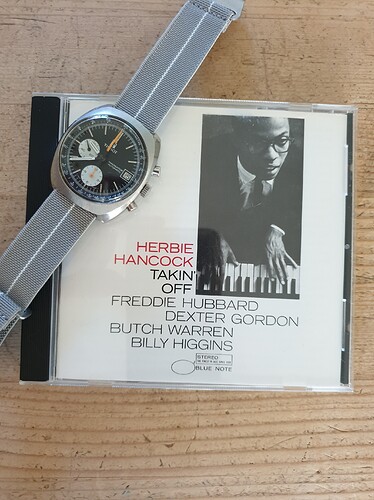 HERBIE
HANCOCK
TAKIN'
OFF
FREDDIE HUBBARD
DEXTER GORDON
BUTCH WARREN
BILLY HIGGINS
STEREO
BLUE NOTE